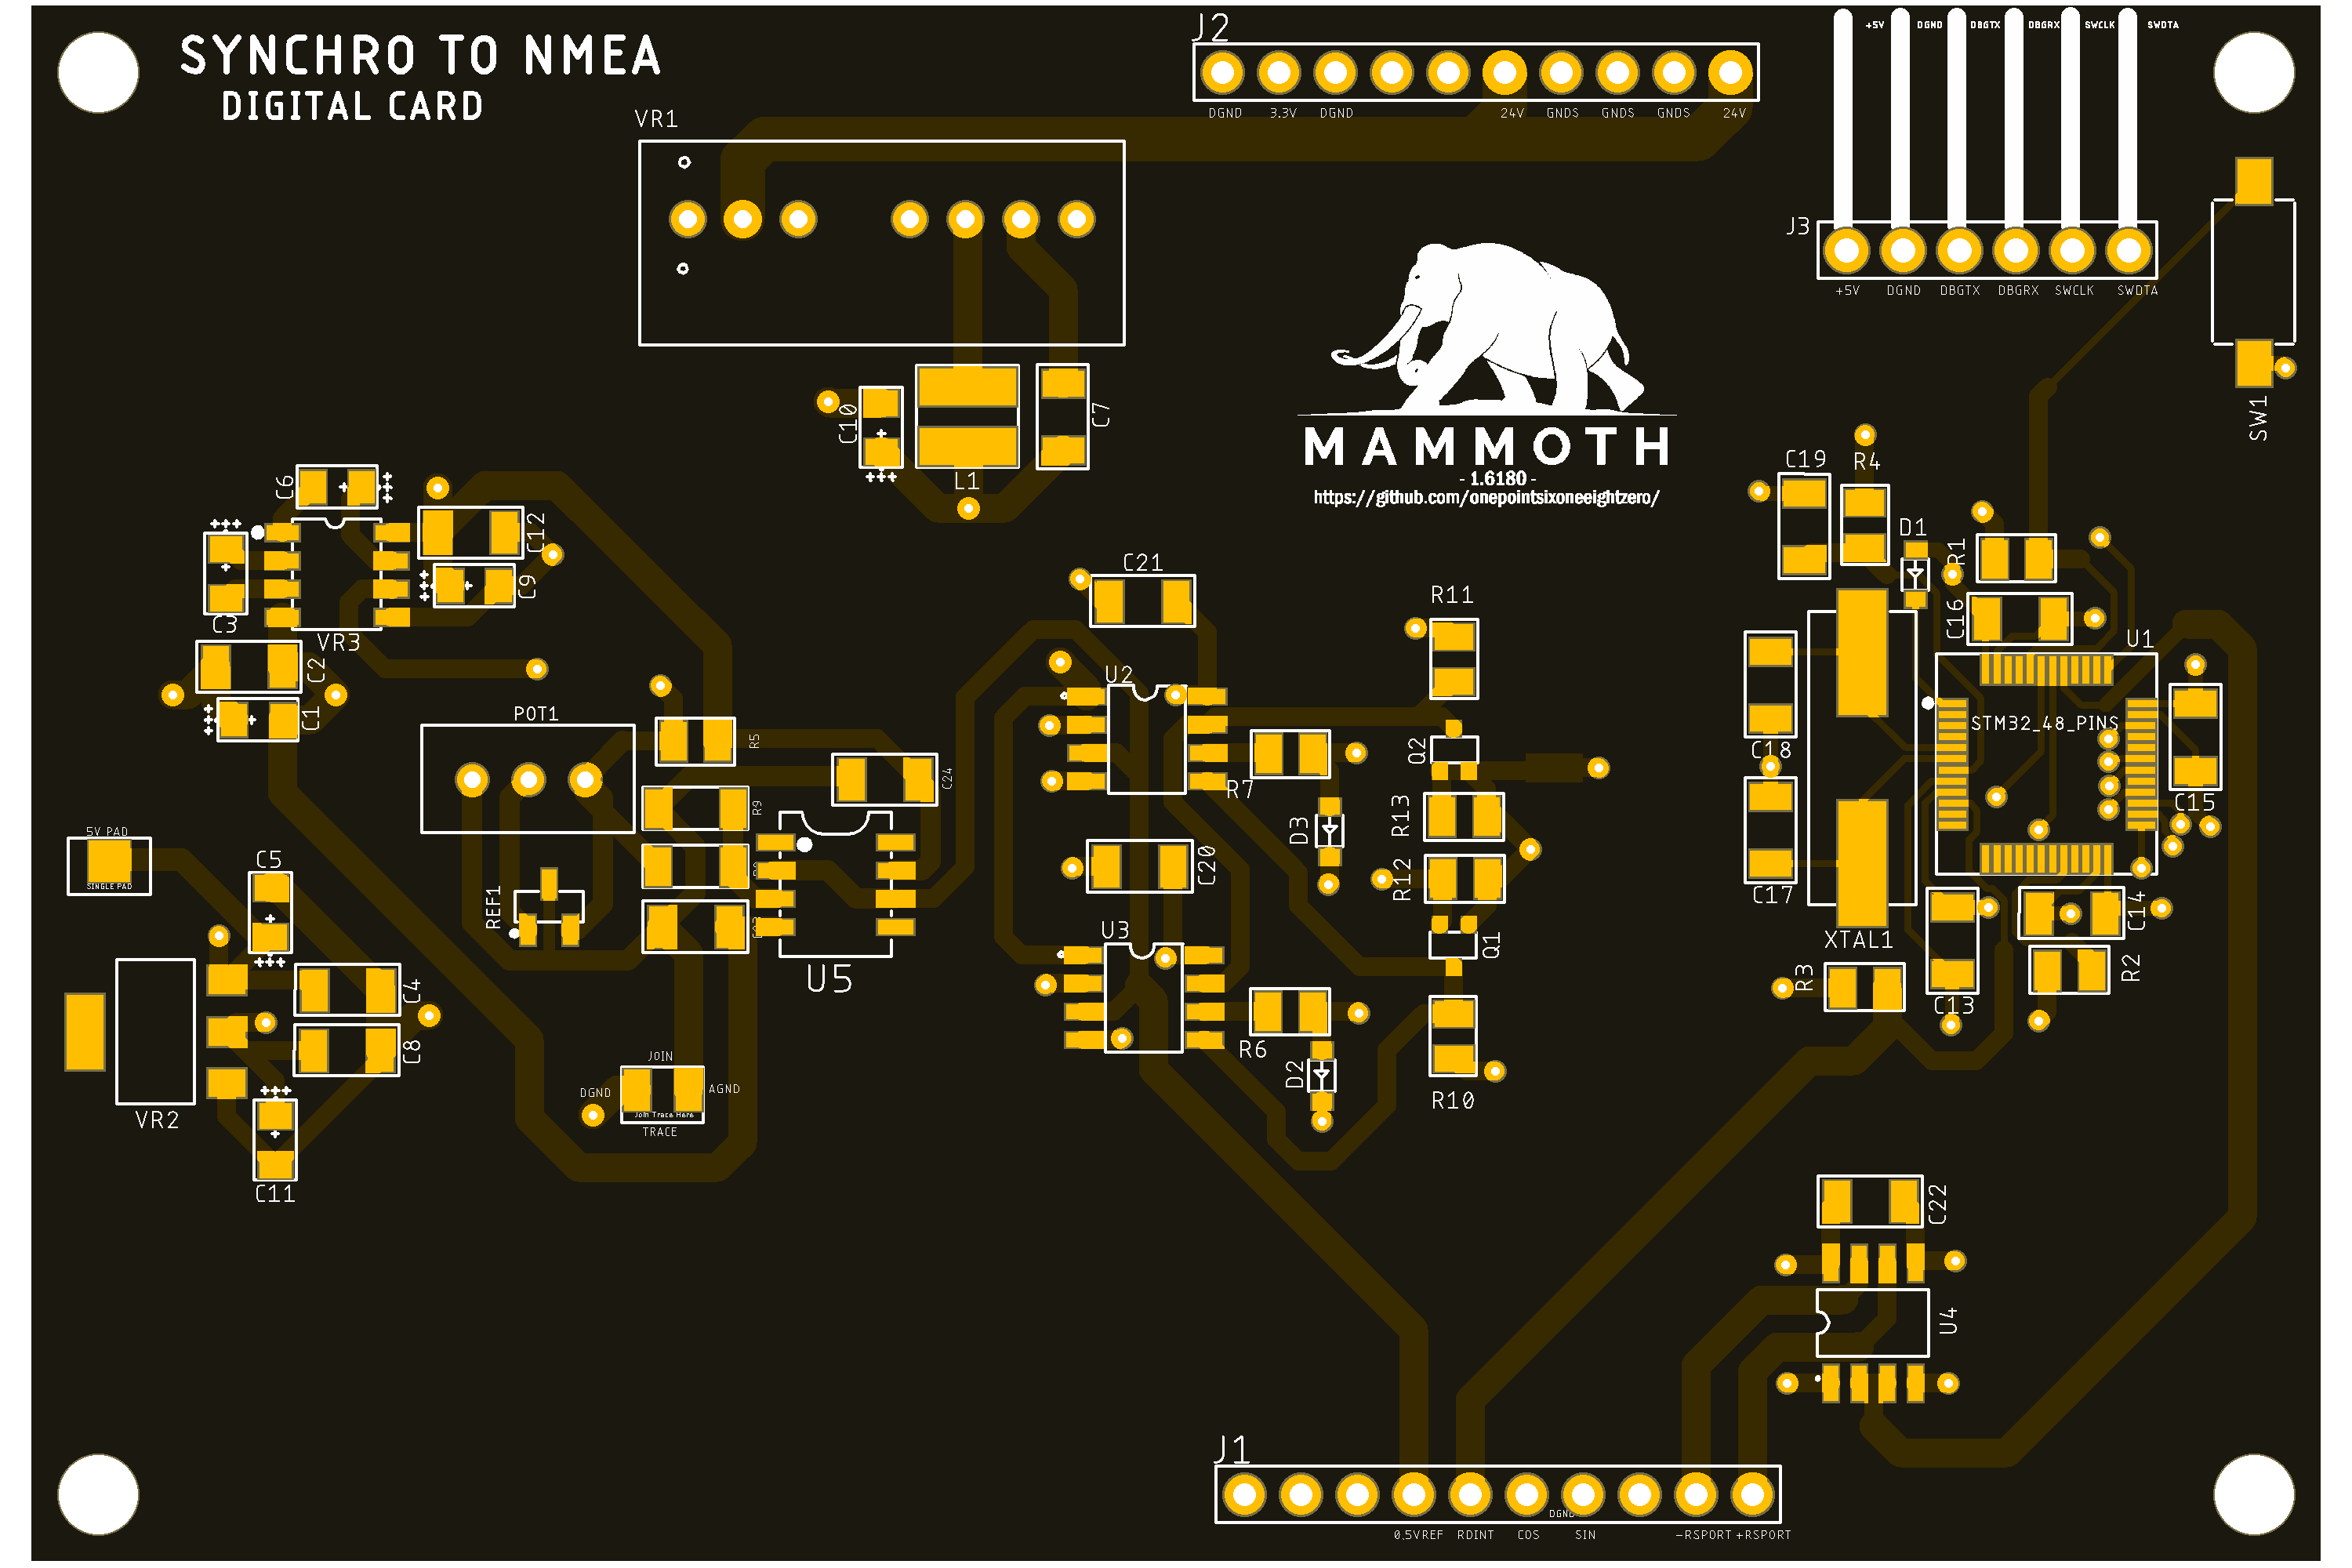 SYNCHRO TO NMEA
DIGITAL CARD
J2
DGND 3.3V DGND 24V GNDS GNDS GNDS 24V
+5V DGND DBGTX DBGRX SWCLK SWDTA
J3
+5V DGND DBGTX DBGRX SWCLK SWDTA
SW1
VR1
C10
L1
C7
MAMMOTH
- 1.6180 -
https://github.com/onepointsixoneeightzero/
C6
C12
C9
C3
VR3
C2
C1
POT1
R5
C24
R9
REF1
U5
5V PAD
SINGLE PAD
C5
C4
C8
VR2
C11
JOIN
DGND
AGND
Join Trace Here
TRACE
C21
U2
R7
C20
U3
R6
D3
D2
R11
Q2
R13
R12
Q1
R10
C19
R4
D1
R1
C16
U1
STM32_48_PINS
C18
C15
C17
XTAL1
R3
C13
C14
R2
C22
U4
J1
DGND
0.5VREF RDINT COS SIN -RSPORT +RSPORT